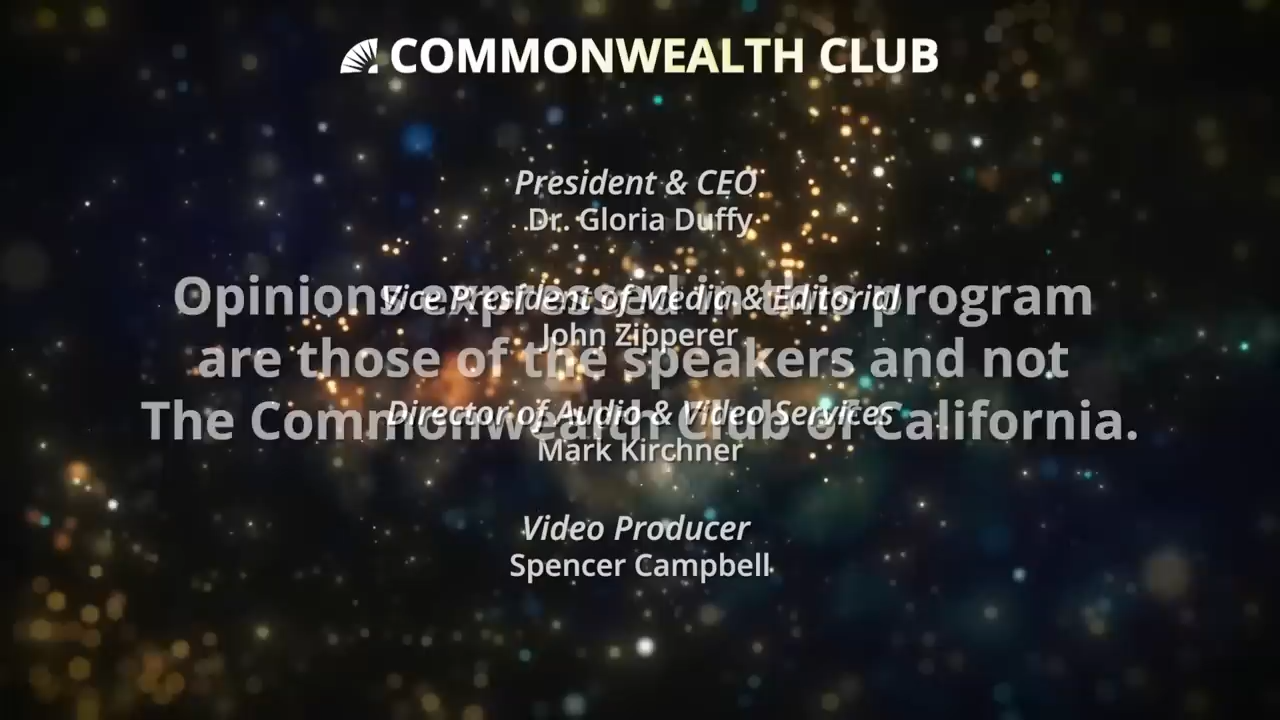 COMMONWEALTH CLUB
President & CEO
Dr. Gloria Duffy
Opinions expressed in this program
Vice President of Media & Editorial
John Zipperer
are those of the speakers and not
Director of Audio & Video Services
The Commonwealth Club of California.
Mark Kirchner
Video Producer
Spencer Campbell